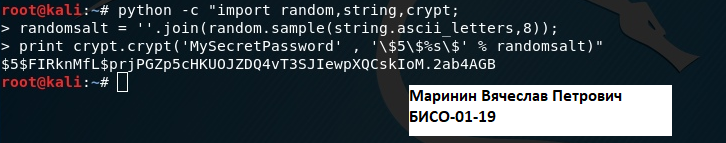 root@kali:~# python -c "import random,string,crypt;
> randomsalt = ''.join(random.sample(string.ascii_letters,8));
> print crypt.crypt('MySecretPassword' , '\$5\$%s\$' % randomsalt)"
$5$FIRknMfL$prjPGZp5cHKUOJZDQ4vT3SJIewpXQCskIoM.2ab4AGB
root@kali:~#
Маринин Вячеслав Петрович
БИСО-01-19